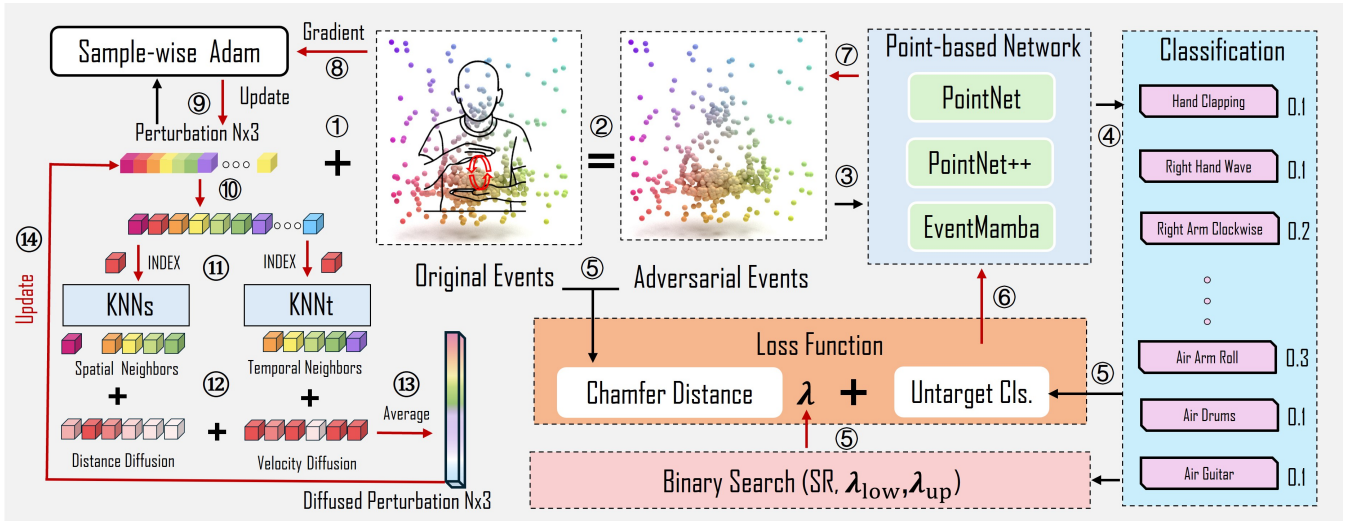 Sample-wise Adam
Gradient
⑧
⑨
Update
Perturbation Nx3
①
+
②
=
⑦
③
④
Point-based Network
PointNet
PointNet++
EventMamba
Classification
Hand Clapping 0.1
Right Hand Wave 0.1
Right Arm Clockwise 0.2
Air Arm Roll 0.3
Air Drums 0.1
Air Guitar 0.1
⑩
⑭
Update
INDEX
⑪
INDEX
KNNs
KNNt
Spatial Neighbors
Temporal Neighbors
+
⑫
+
⑬
Average
+
Distance Diffusion
Velocity Diffusion
Diffused Perturbation Nx3
Original Events
⑤
Adversarial Events
⑥
Loss Function
Chamfer Distance
λ
+
Untarget Cls.
⑤
⑤
Binary Search (SR, λlow,λup)